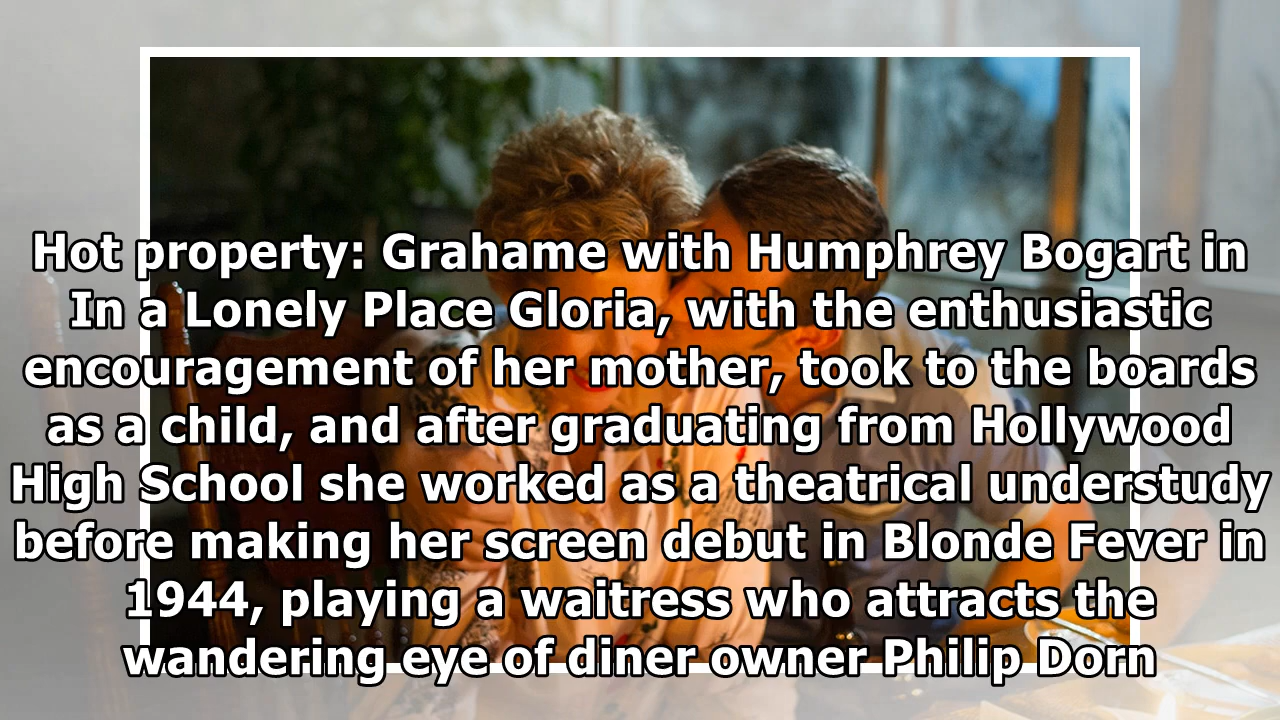 Hot property: Grahame with Humphrey Bogart in
In a Lonely Place Gloria, with the enthusiastic
encouragement of her mother, took to the boards
as a child, and after graduating from Hollywood
High School she worked as a theatrical understudy
before making her screen debut in Blonde Fever in
1944, playing a waitress who attracts the
wandering eye of diner owner Philip Dorn